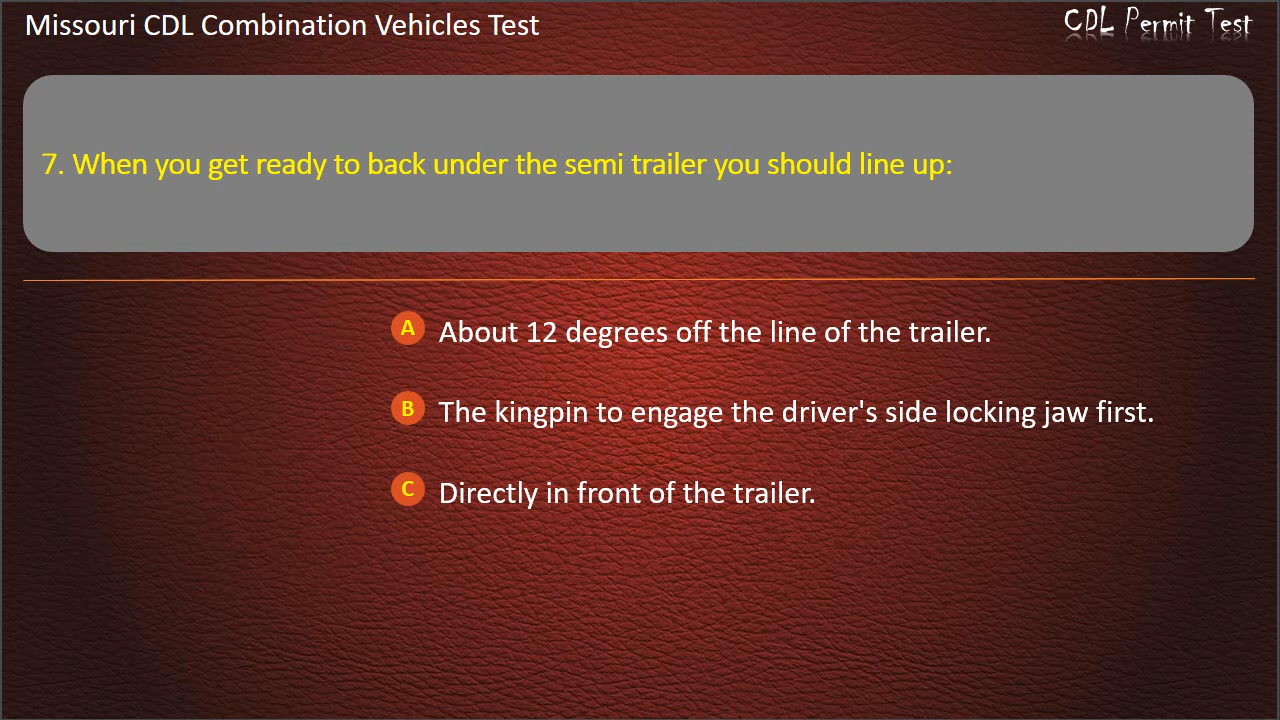 Missouri CDL Combination Vehicles Test
CDL Permit Test
7. When you get ready to back under the semi trailer you should line up:
A About 12 degrees off the line of the trailer.
B The kingpin to engage the driver's side locking jaw first.
C Directly in front of the trailer.